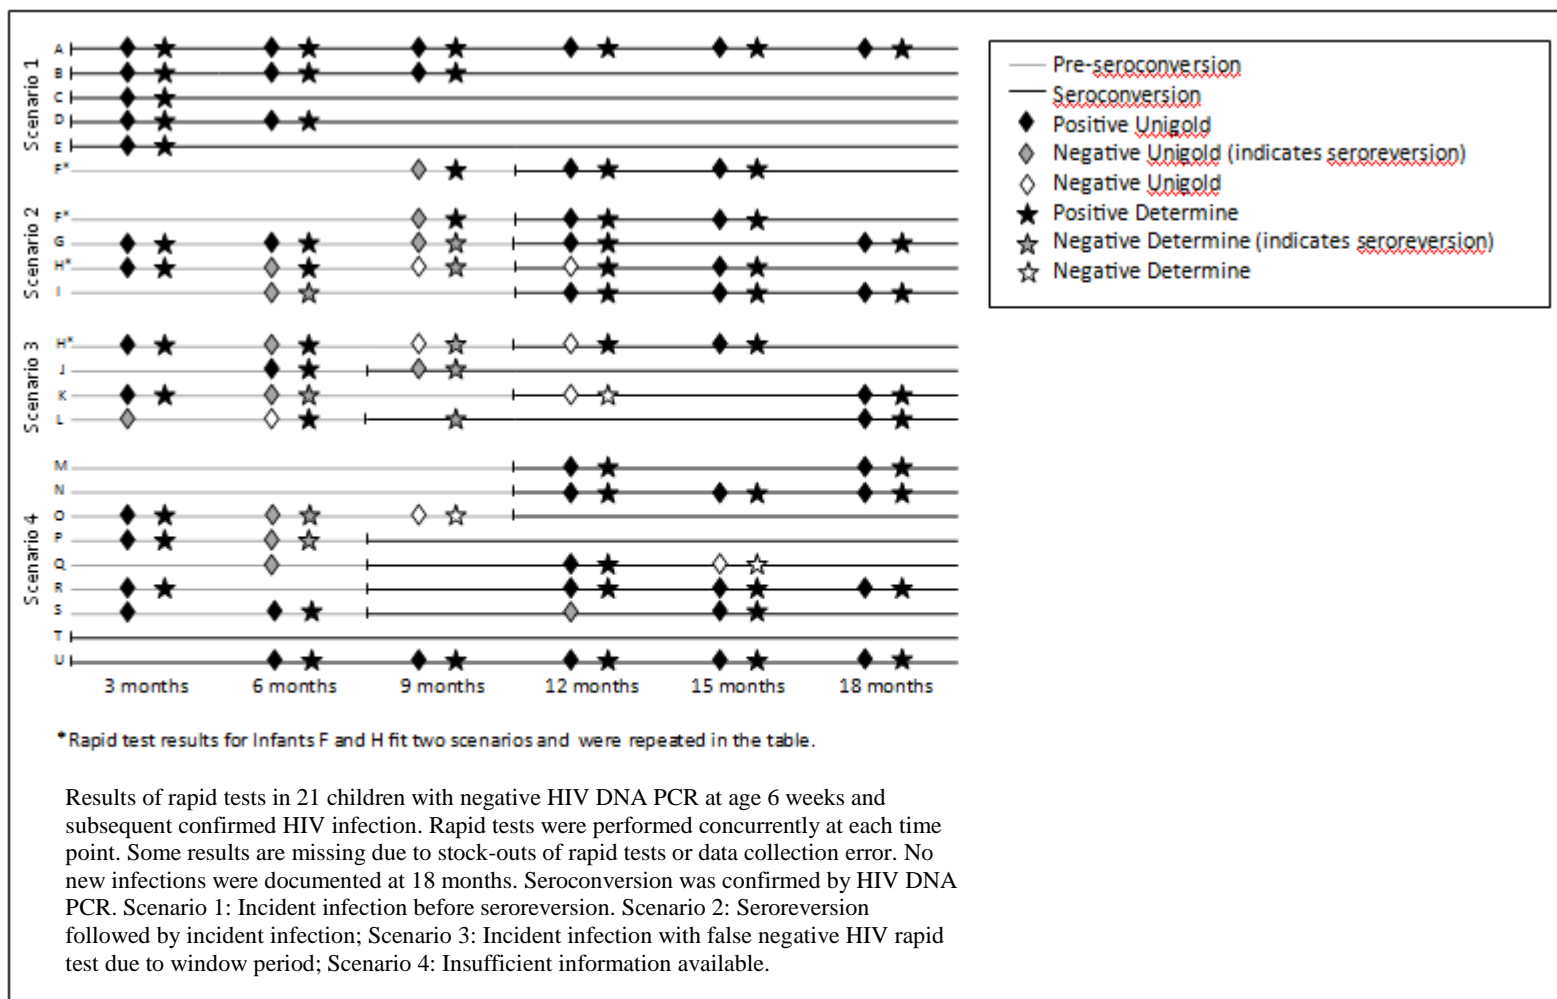 Scenario 1
A
B
C
D
E
F*
Scenario 2
F*
G
H*
I
Scenario 3
H*
J
K
L
Scenario 4
M
N
O
P
Q
R
S
T
U
3 months 6 months 9 months 12 months 15 months 18 months
Pre-seroconversion
Seroconversion
Positive Unigold
Negative Unigold (indicates seroreversion)
Negative Unigold
Positive Determine
Negative Determine (indicates seroreversion)
Negative Determine
*Rapid test results for Infants F and H fit two scenarios and were repeated in the table.
Results of rapid tests in 21 children with negative HIV DNA PCR at age 6 weeks and
subsequent confirmed HIV infection. Rapid tests were performed concurrently at each time
point. Some results are missing due to stock-outs of rapid tests or data collection error. No
new infections were documented at 18 months. Seroconversion was confirmed by HIV DNA
PCR. Scenario 1: Incident infection before seroreversion. Scenario 2: Seroreversion
followed by incident infection; Scenario 3: Incident infection with false negative HIV rapid
test due to window period; Scenario 4: Insufficient information available.